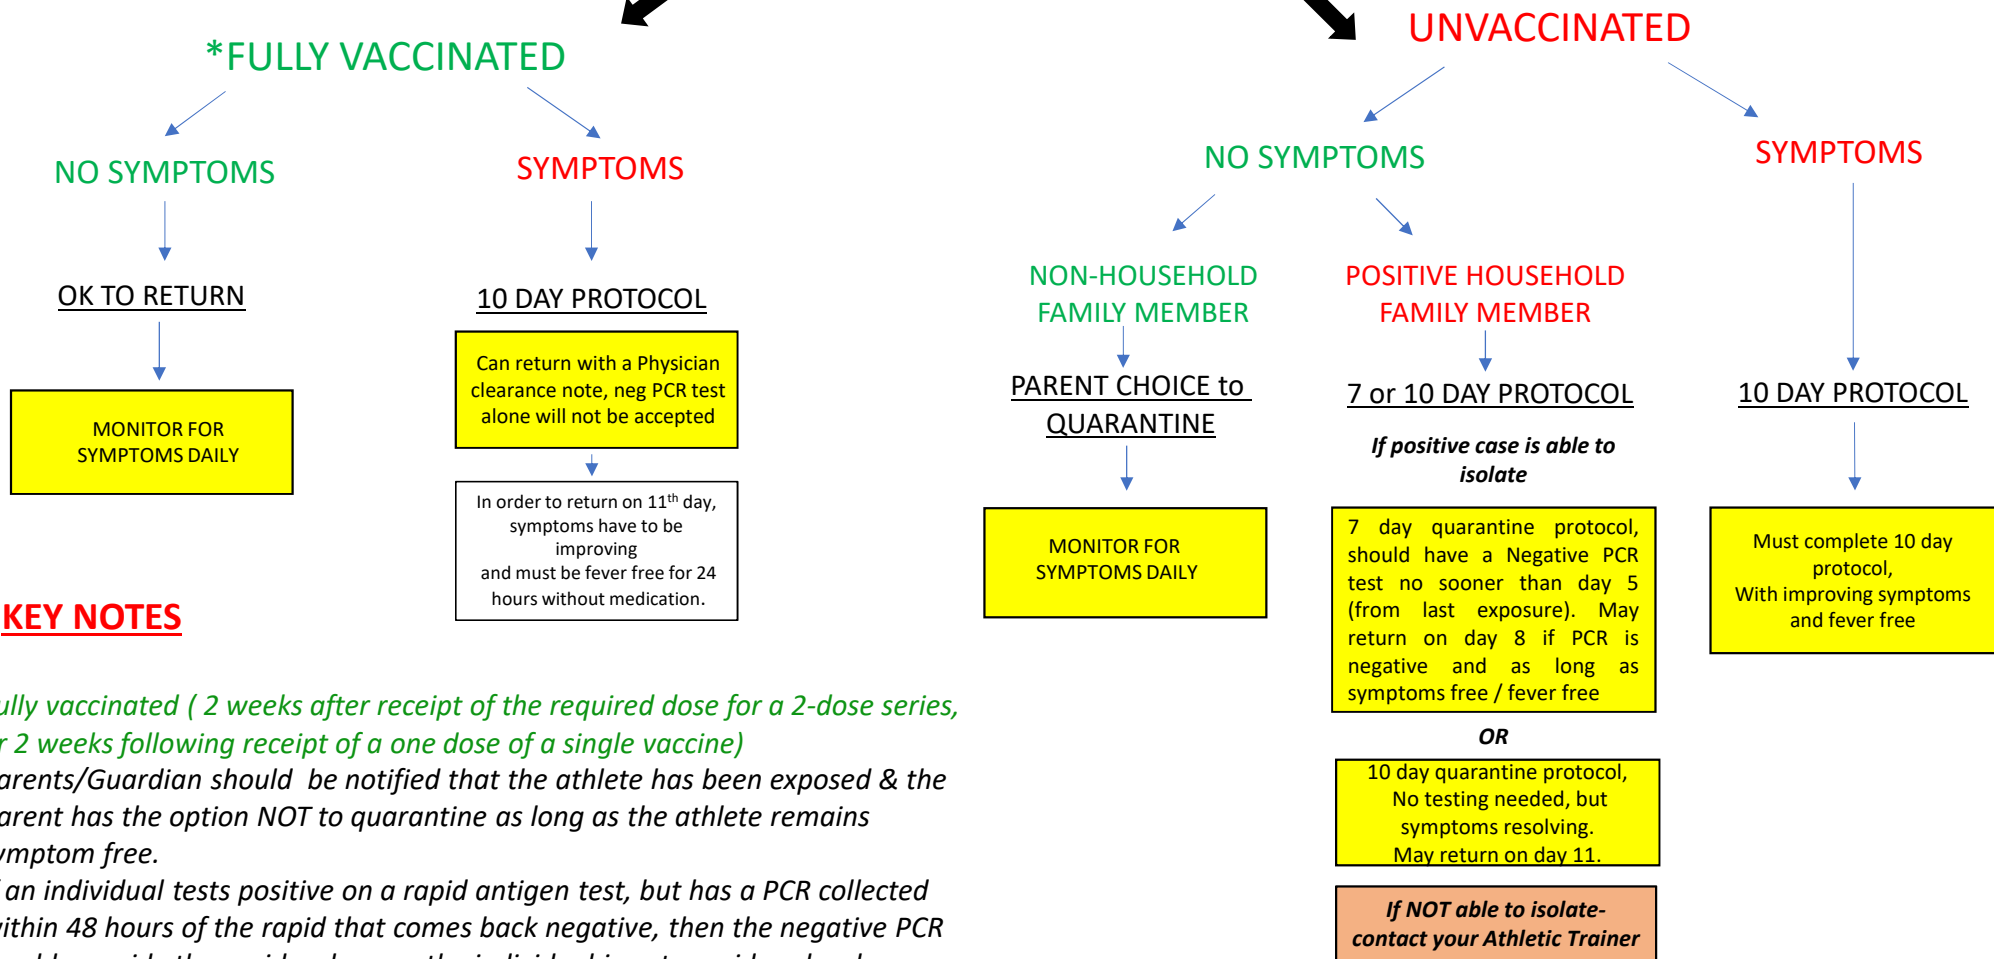 *FULLY VACCINATED
NO SYMPTOMS
OK TO RETURN
MONITOR FOR
SYMPTOMS DAILY
SYMPTOMS
10 DAY PROTOCOL
Can return with a Physician
clearance note, neg PCR test
alone will not be accepted
In order to return on 11th day,
symptoms have to be
improving
and must be fever free for 24
hours without medication.
UNVACCINATED
NO SYMPTOMS
NON-HOUSEHOLD
FAMILY MEMBER
PARENT CHOICE to
QUARANTINE
MONITOR FOR
SYMPTOMS DAILY
POSITIVE HOUSEHOLD
FAMILY MEMBER
7 or 10 DAY PROTOCOL
If positive case is able to
isolate
7 day quarantine protocol,
should have a Negative PCR
test no sooner than day 5
(from last exposure). May
return on day 8 if PCR is
negative and as long as
symptoms free / fever free
OR
10 day quarantine protocol,
No testing needed, but
symptoms resolving.
May return on day 11.
If NOT able to isolate-
contact your Athletic Trainer
SYMPTOMS
10 DAY PROTOCOL
Must complete 10 day
protocol,
With improving symptoms
and fever free
KEY NOTES
ully vaccinated ( 2 weeks after receipt of the required dose for a 2-dose series,
r 2 weeks following receipt of a one dose of a single vaccine)
arents/Guardian should be notified that the athlete has been exposed & the
arent has the option NOT to quarantine as long as the athlete remains
ymptom free.
an individual tests positive on a rapid antigen test, but has a PCR collected
ithin 48 hours of the rapid that comes back negative, then the negative PCR